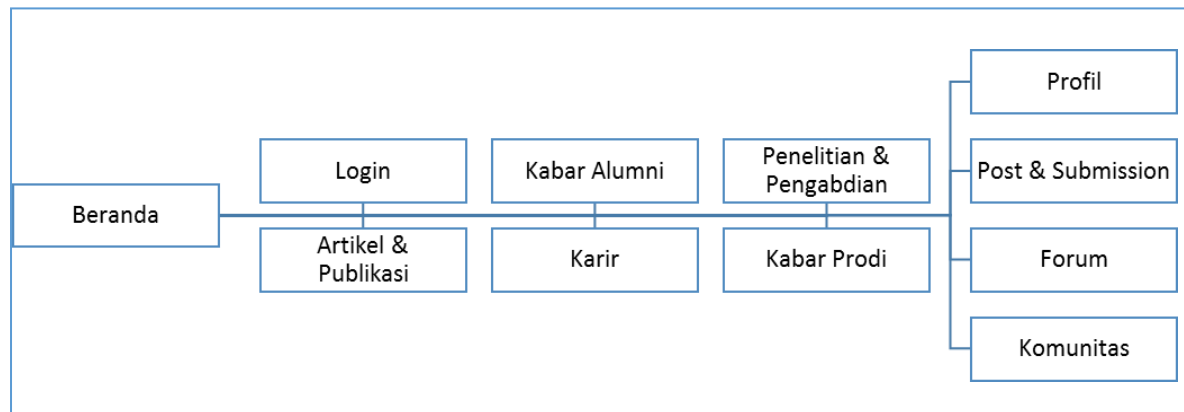 Beranda
Login
Artikel &
Publikasi
Kabar Alumni
Karir
Penelitian &
Pengabdian
Kabar Prodi
Profil
Post & Submission
Forum
Komunitas